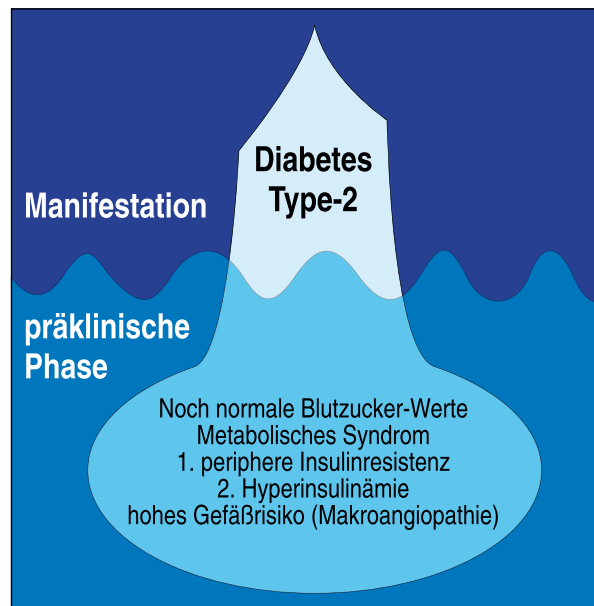 Diabetes
Type-2
Manifestation
präklinische
Phase
Noch normale Blutzucker-Werte
Metabolisches Syndrom
1. periphere Insulinresistenz
2. Hyperinsulinämie
hohes Gefäßrisiko (Makroangiopathie)